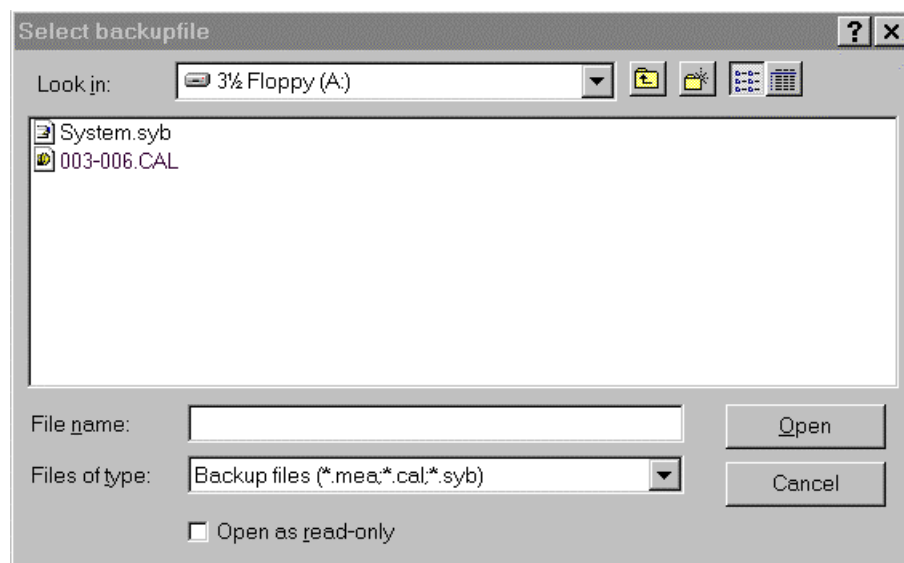 Select backupfile
Look in: 3½ Floppy (A:)
System.syb
003-006.CAL
File name: Open
Files of type: Backup files (*.mea;*.cal;*.syb) Cancel
Open as read-only